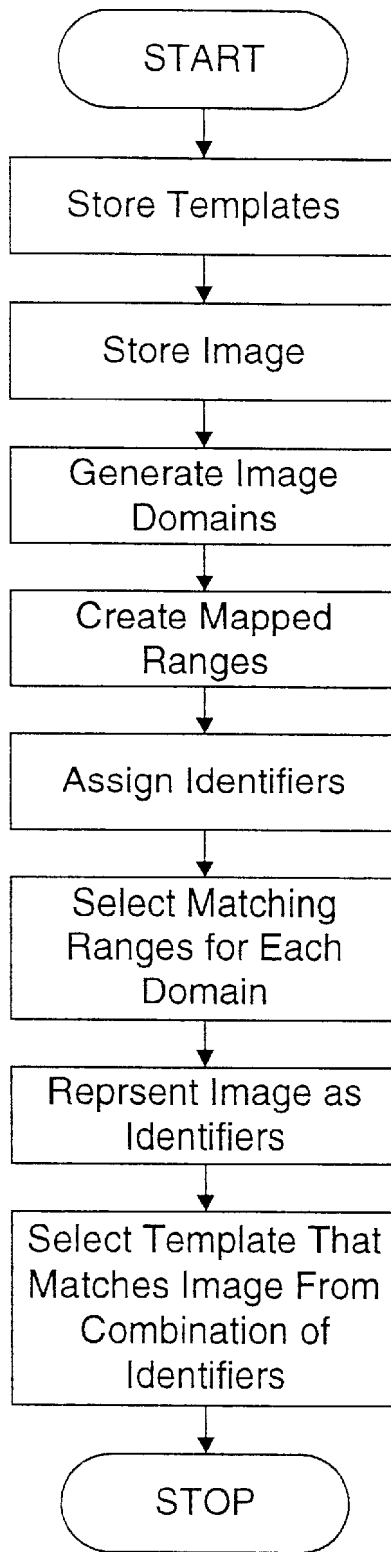 START
Store Templates
Store Image
Generate Image
Domains
Create Mapped
Ranges
Assign Identifiers
Select Matching
Ranges for Each
Domain
Reprsent Image as
Identifiers
Select Template That
Matches Image From
Combination of
Identifiers
STOP